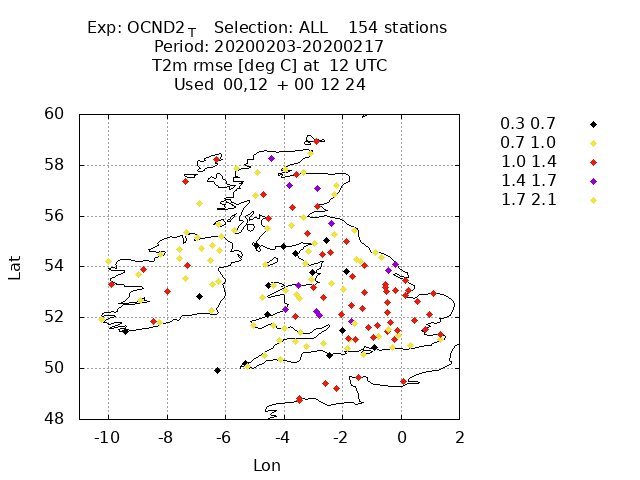 Exp: OCND2_T Selection: ALL 154 stations
Period: 20200203-20200217
T2m rmse [deg C] at 12 UTC
Used 00,12 + 00 12 24
60
58
56
54
52
50
48
Lat
-10 -8 -6 -4 -2 0 2
Lon
0.3 0.7
0.7 1.0
1.0 1.4
1.4 1.7
1.7 2.1